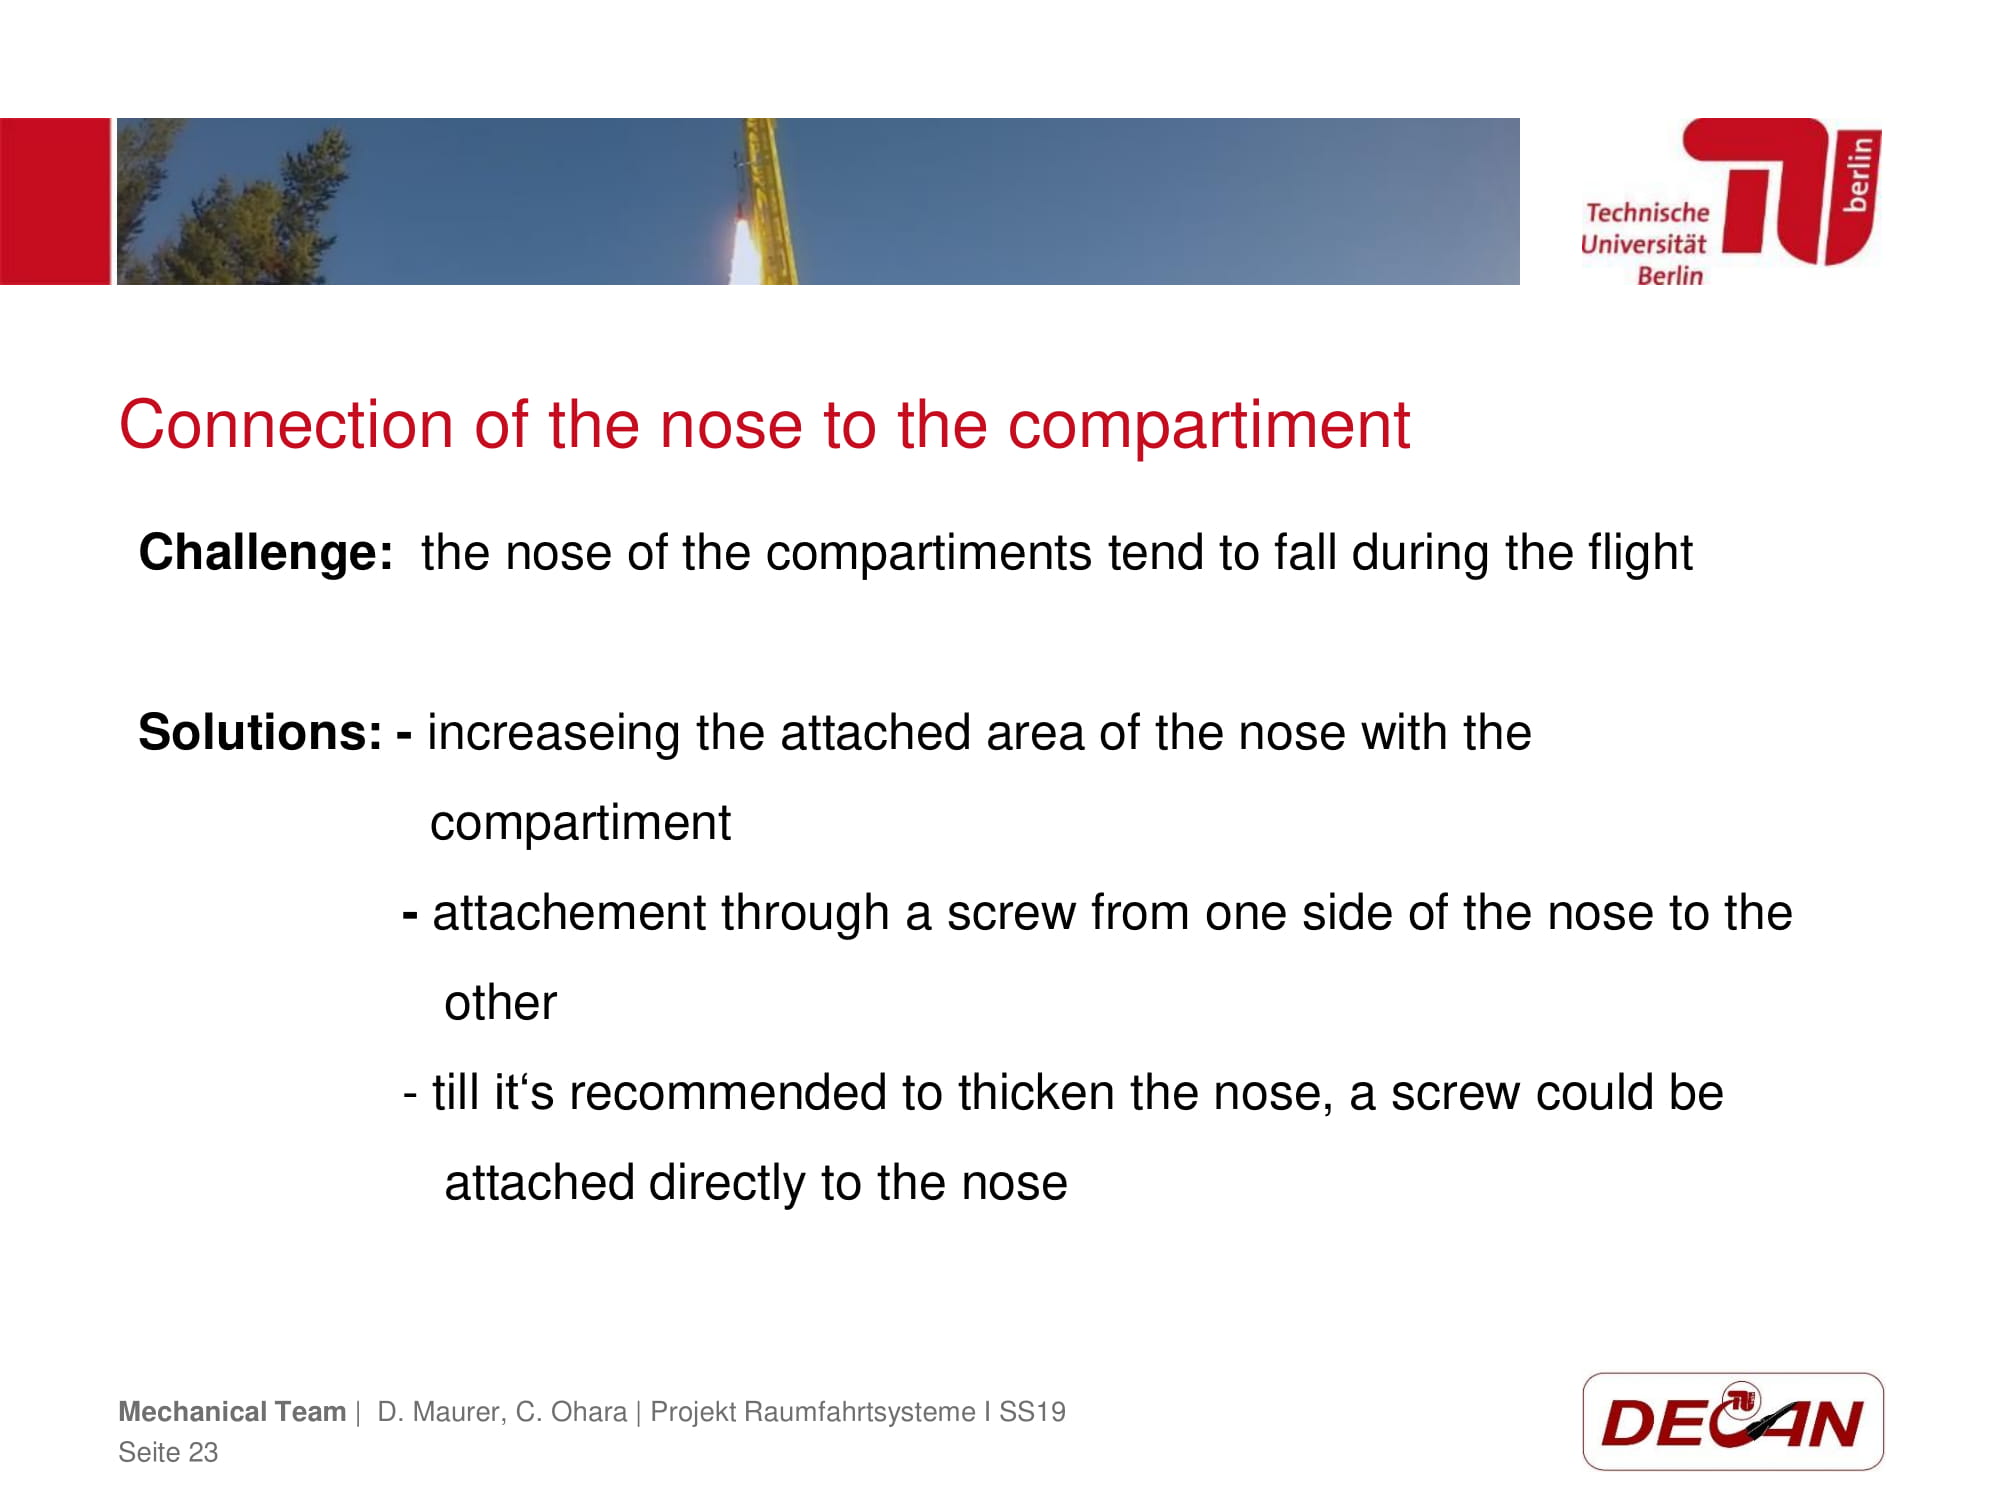 berlin
Technische
Universität
Berlin
Connection of the nose to the compartiment
Challenge: the nose of the compartiments tend to fall during the flight
Solutions: - increaseing the attached area of the nose with the
compartiment
- attachement through a screw from one side of the nose to the
other
- till it‘s recommended to thicken the nose, a screw could be
attached directly to the nose
Mechanical Team | D. Maurer, C. Ohara | Projekt Raumfahrtsysteme I SS19
Seite 23
DECAN